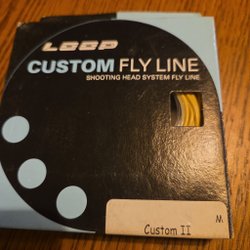 LOOP
CUSTOM FLY LINE
SHOOTING HEAD SYSTEM FLY LINE
Custom II